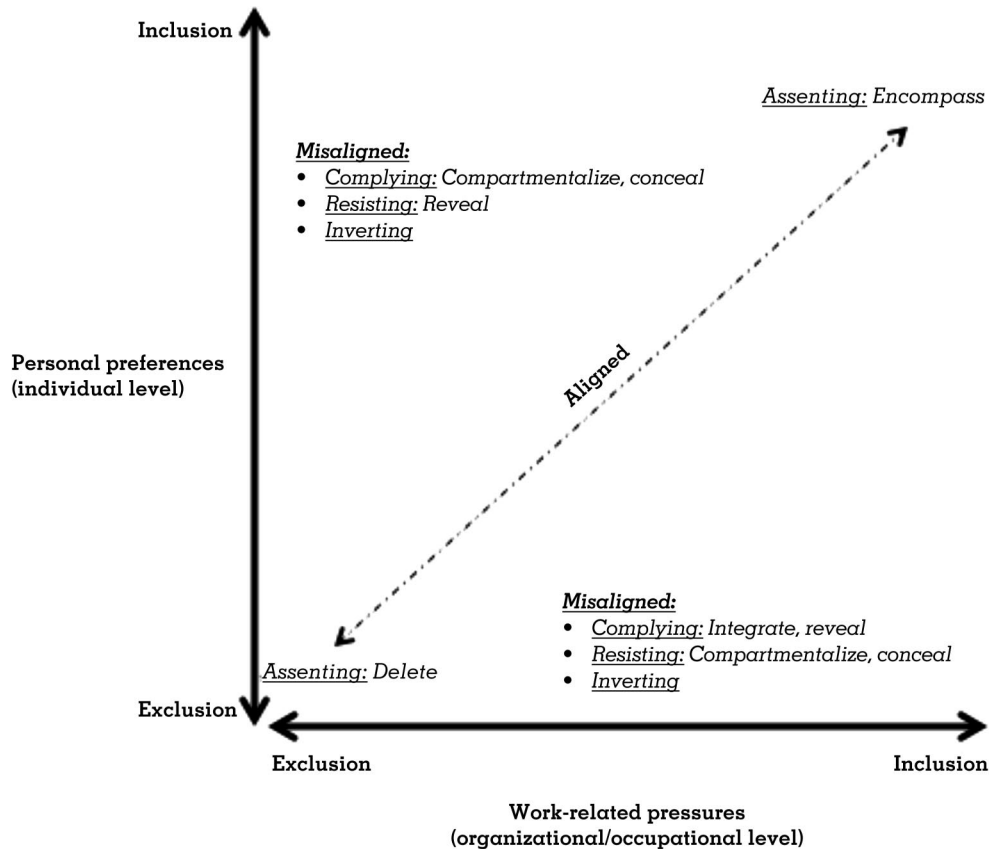 Inclusion
Assenting: Encompass
Misaligned:
• Complying: Compartmentalize, conceal
• Resisting: Reveal
• Inverting
Personal preferences
(individual level)
Aligned
Misaligned:
• Complying: Integrate, reveal
• Resisting: Compartmentalize, conceal
• Inverting
Assenting: Delete
Exclusion
Exclusion
Inclusion
Work-related pressures
(organizational/occupational level)